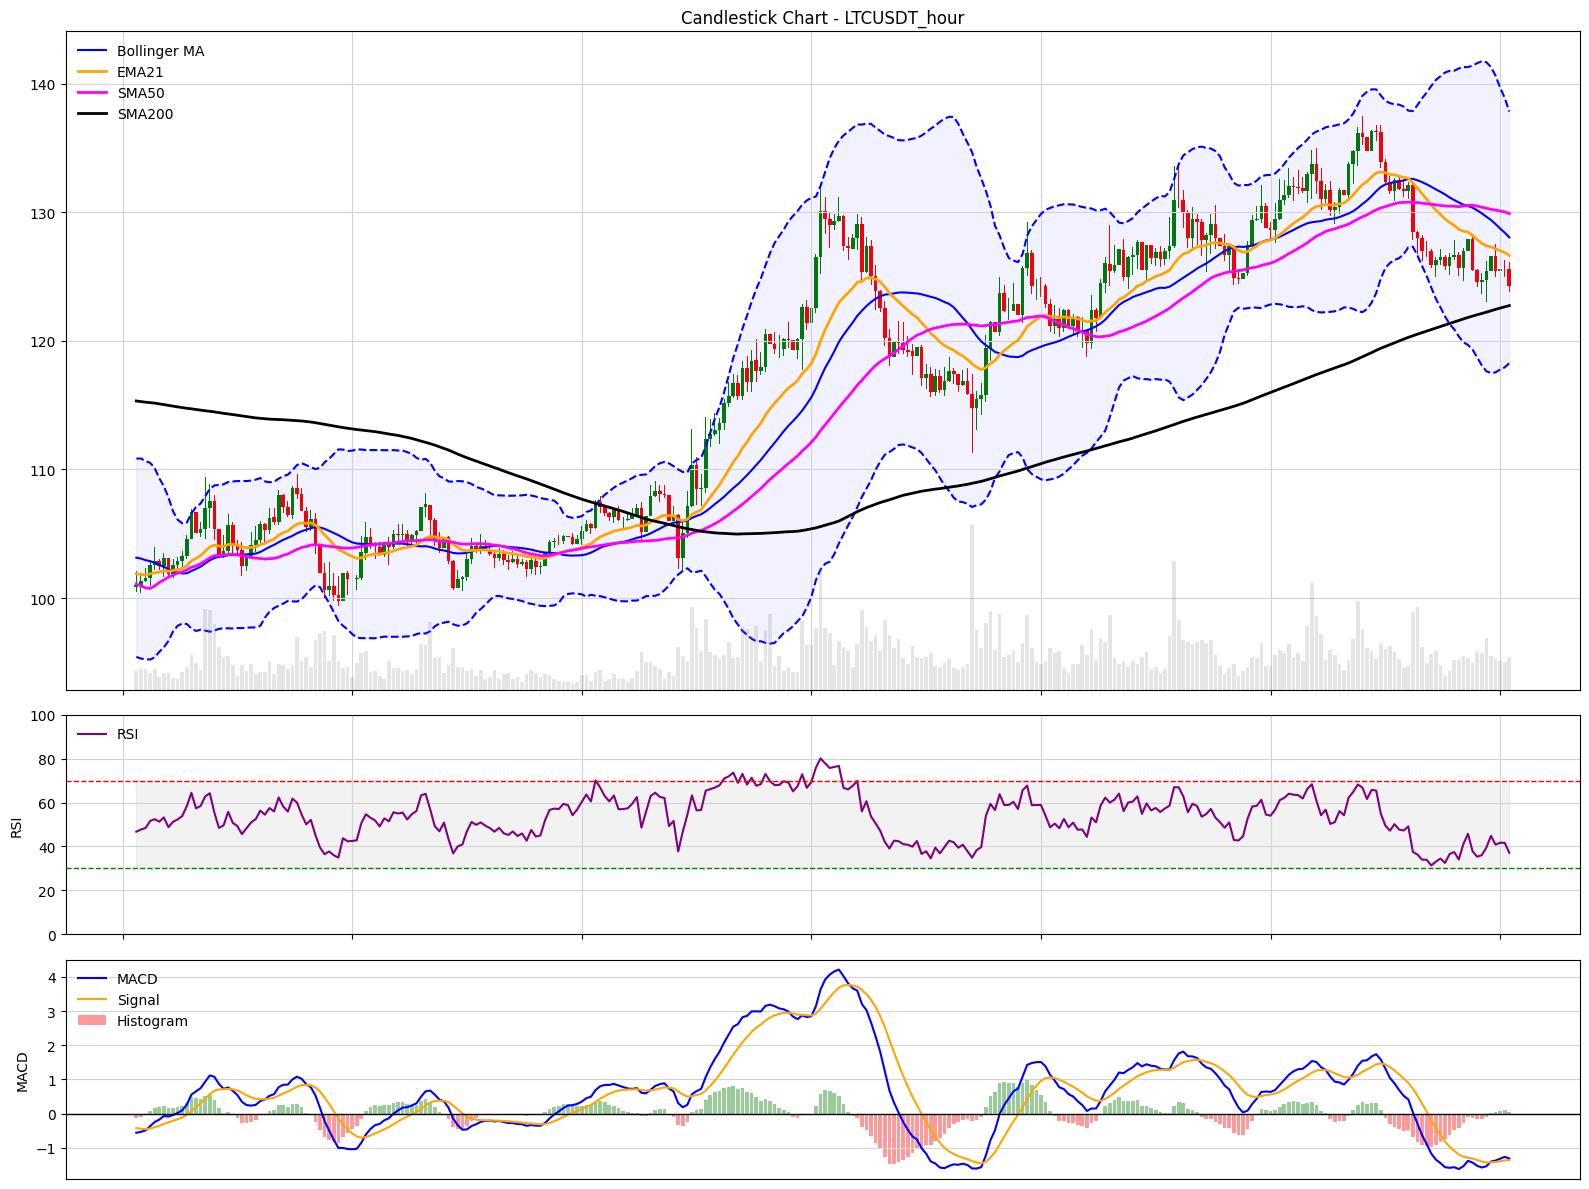 Candlestick Chart - LTCUSDT_hour
Bollinger MA
EMA21
SMA50
SMA200
140
130
120
110
100
RSI
100
80
60
40
20
0
RSI
MACD
Signal
Histogram
4
3
2
1
0
−1
MACD